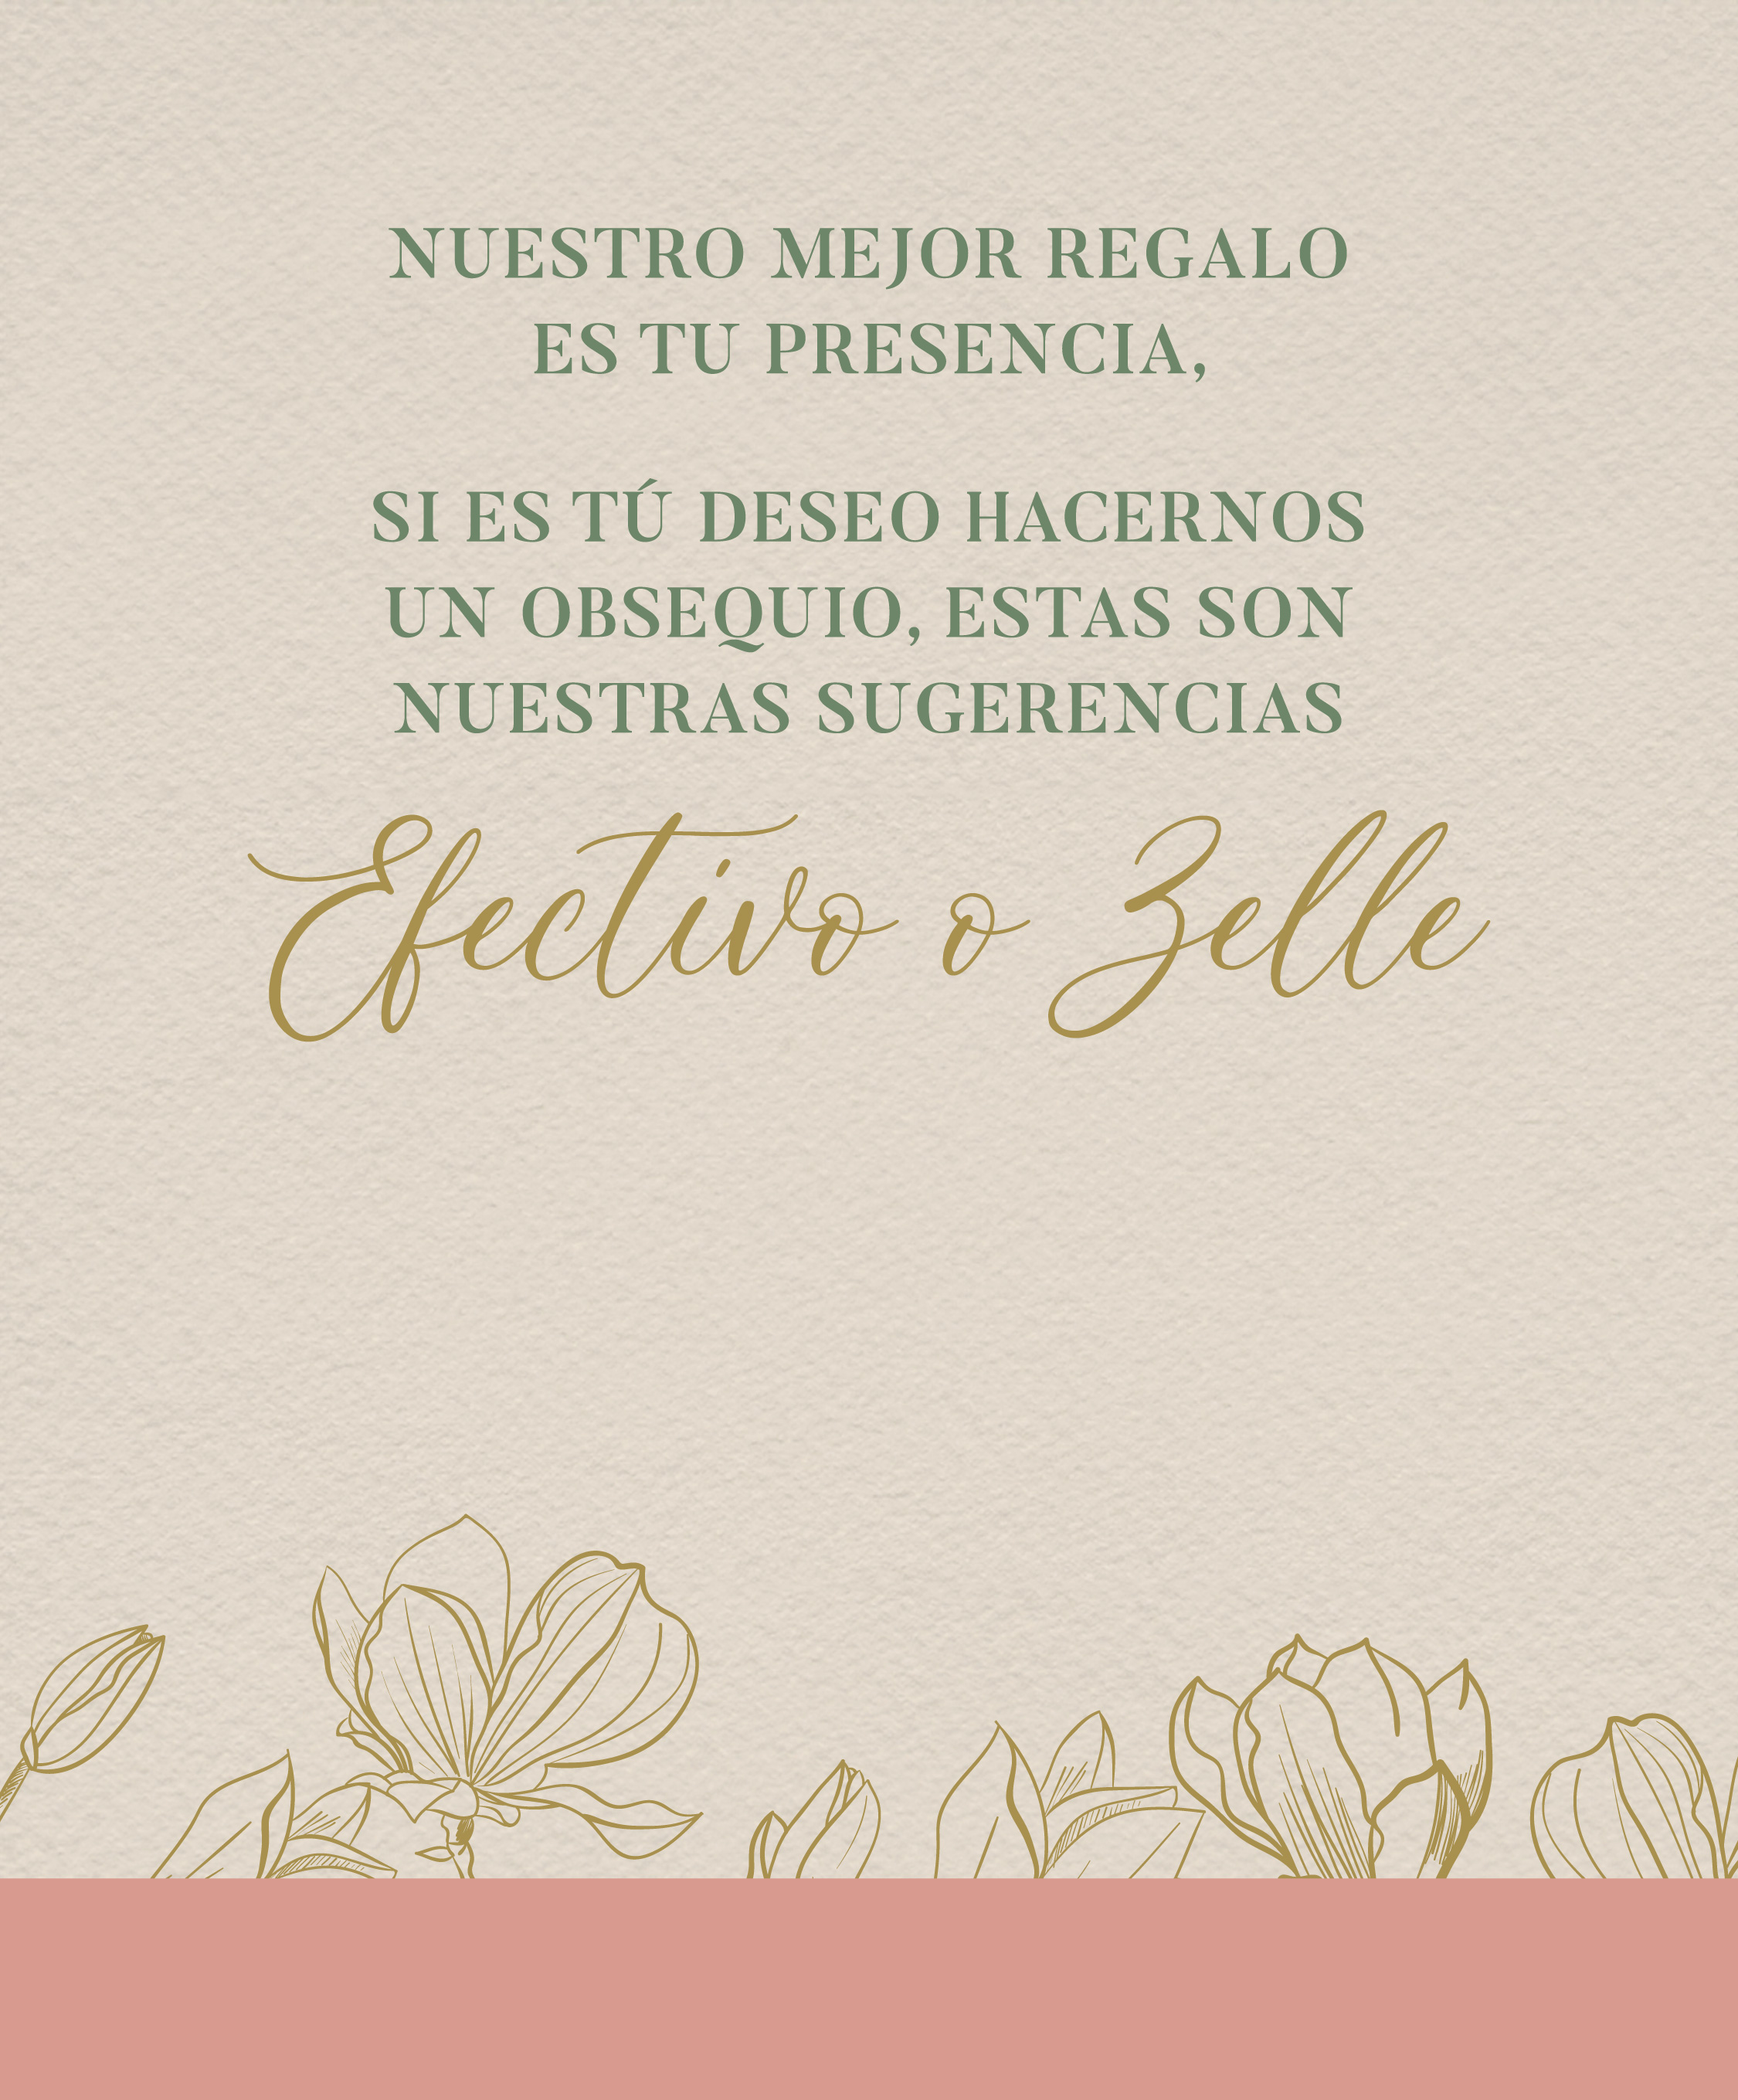 NUESTRO MEJOR REGALO
ES TU PRESENCIA,
SI ES TÚ DESEO HACERNOS
UN OBSEQUIO, ESTAS SON
NUESTRAS SUGERENCIAS
Efectivo o Zelle